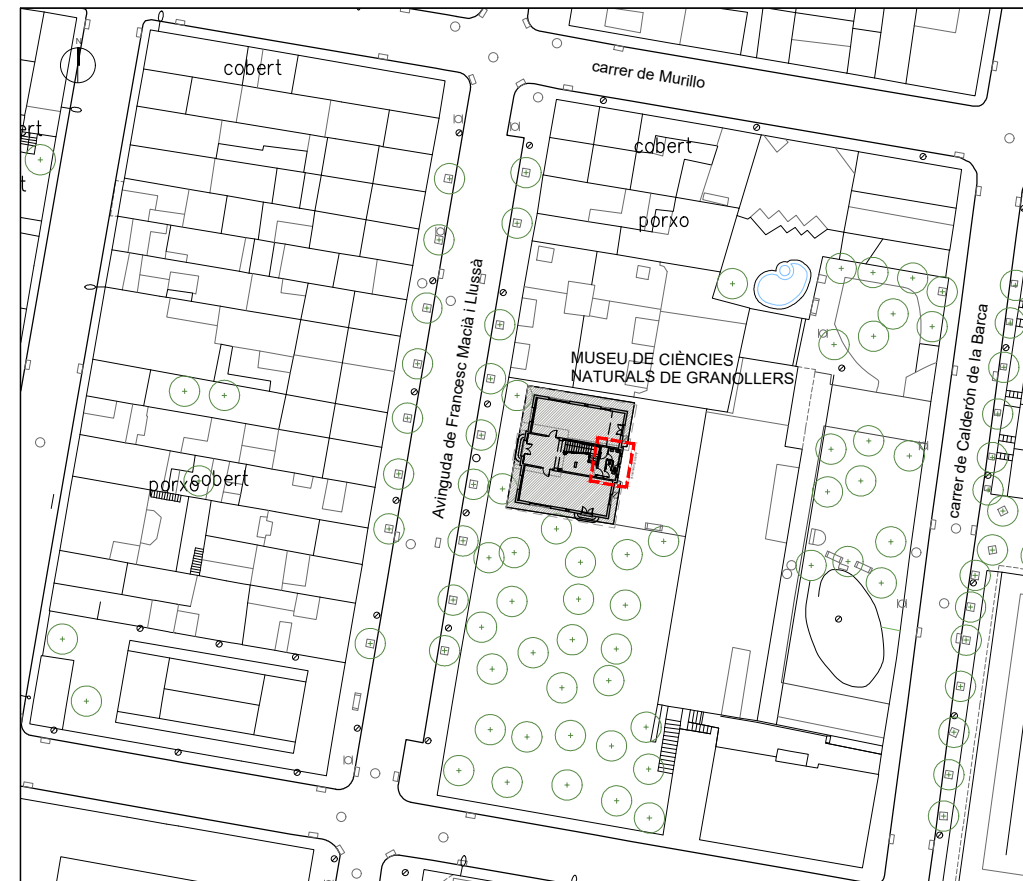 N
cobert
carrer de Murillo
cobert
porxo
Avinguda de Francesc Macià i Llussà
MUSEU DE CIÈNCIES
NATURALS DE GRANOLLERS
carrer de Calderón de la Barca
porxo
cobert